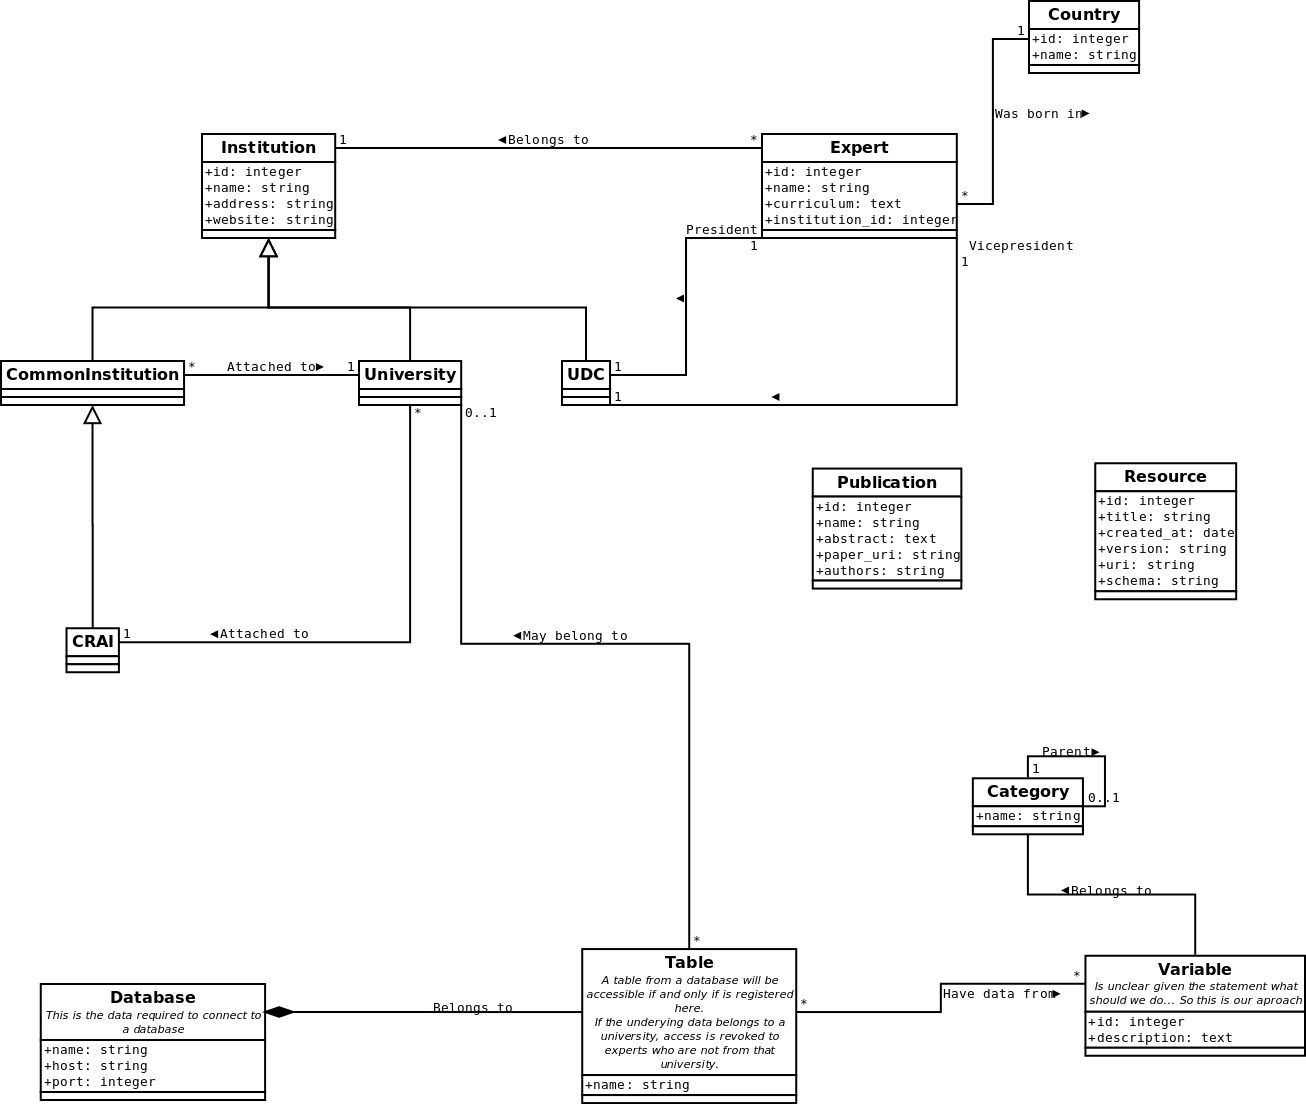 Country
+id: integer
+name: string
1
Was born in►
Institution
+id: integer
+name: string
+address: string
+website: string
1
◄Belongs to
*
Expert
+id: integer
+name: string
+curriculum: text
+institution_id: integer
*
President
1
◄
Vicepresident
1
CommonInstitution
*
Attached to►
1
University
*
0..1
UDC
1
1
◄
Publication
+id: integer
+name: string
+abstract: text
+paper_uri: string
+authors: string
Resource
+id: integer
+title: string
+created_at: date
+version: string
+uri: string
+schema: string
CRAI
1
◄Attached to
◄May belong to
Parent►
1
Category
0..1
+name: string
◄Belongs to
*
Table
A table from a database will be
accessible if and only if is registered
here.
If the underying data belongs to a
university, access is revoked to
experts who are not from that
university.
+name: string
*
Have data from►
*
Variable
Is unclear given the statement what
should we do... So this is our aproach
+id: integer
+description: text
Database
This is the data required to connect to
a database
+name: string
+host: string
+port: integer
Belongs to